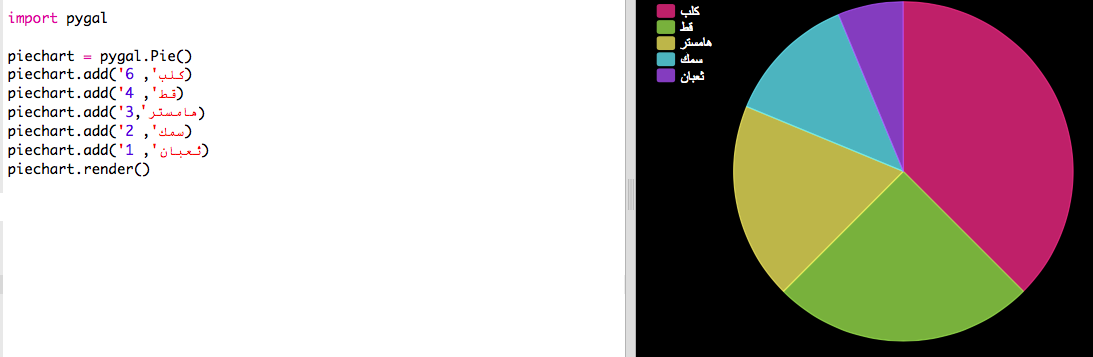 import pygal
piechart = pygal.Pie()
piechart.add('كلب', 6)
piechart.add('قط', 4)
piechart.add('هامستر',3)
piechart.add('سمك', 2)
piechart.add('ثعبان', 1)
piechart.render()
كلب
قط
هامستر
سمك
ثعبان